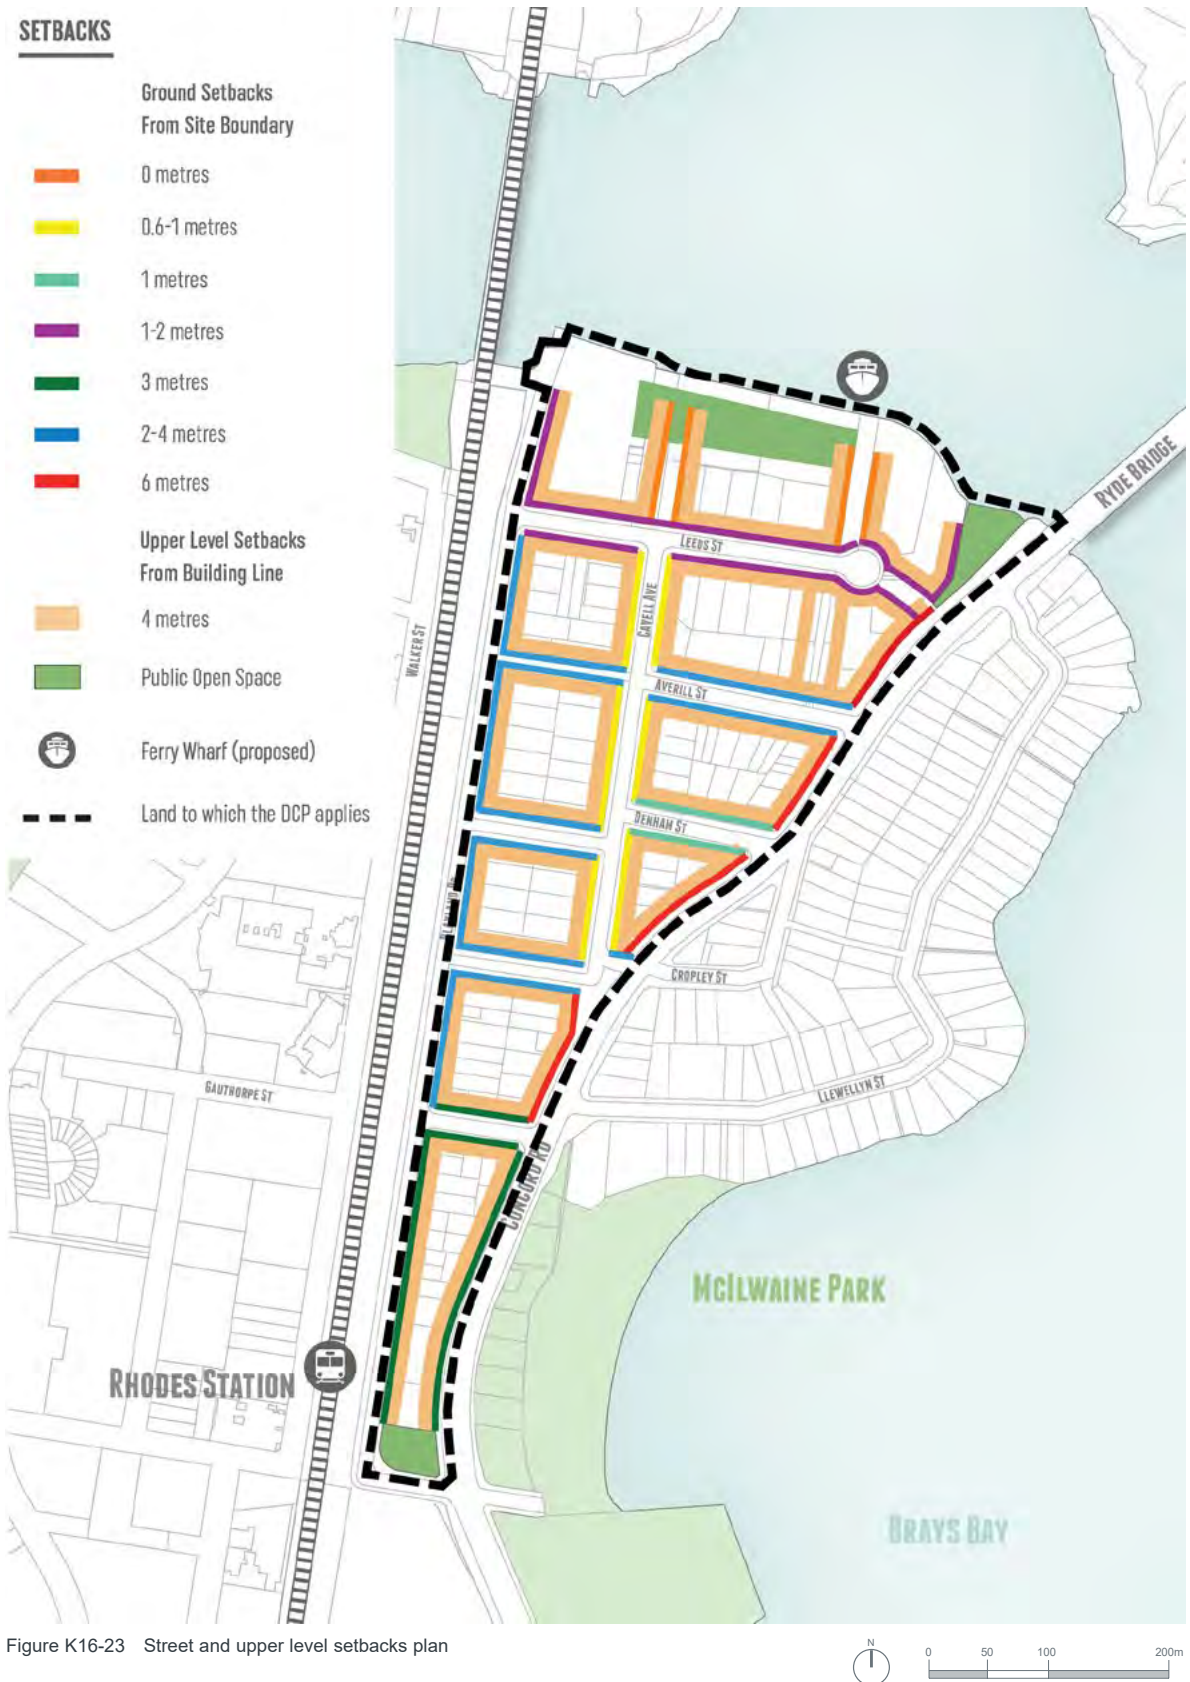 SETBACKS
Ground Setbacks
From Site Boundary
0 metres
0.6-1 metres
1 metres
1-2 metres
3 metres
2-4 metres
6 metres
Upper Level Setbacks
From Building Line
4 metres
Public Open Space
Ferry Wharf (proposed)
Land to which the DCP applies
RYDE BRIDGE
LEEDS ST
CAVELL AVE
WALKER ST
AVERILL ST
DENHAM ST
CROPLEY ST
GAUTHORPE ST
LLEWELLYN ST
CONCORD RD
MCILWAINE PARK
RHODES STATION
BRAYS BAY
Figure K16-23 Street and upper level setbacks plan
N
0 50 100 200m